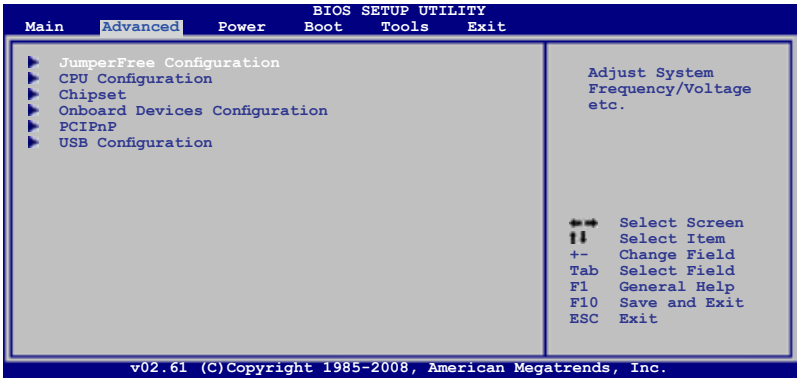 BIOS SETUP UTILITY
Main Advanced Power Boot Tools Exit
JumperFree Configuration
CPU Configuration
Chipset
Onboard Devices Configuration
PCIPnP
USB Configuration
Adjust System
Frequency/Voltage
etc.
Select Screen
Select Item
+- Change Field
Tab Select Field
F1 General Help
F10 Save and Exit
ESC Exit
v02.61 (C)Copyright 1985-2008, American Megatrends, Inc.